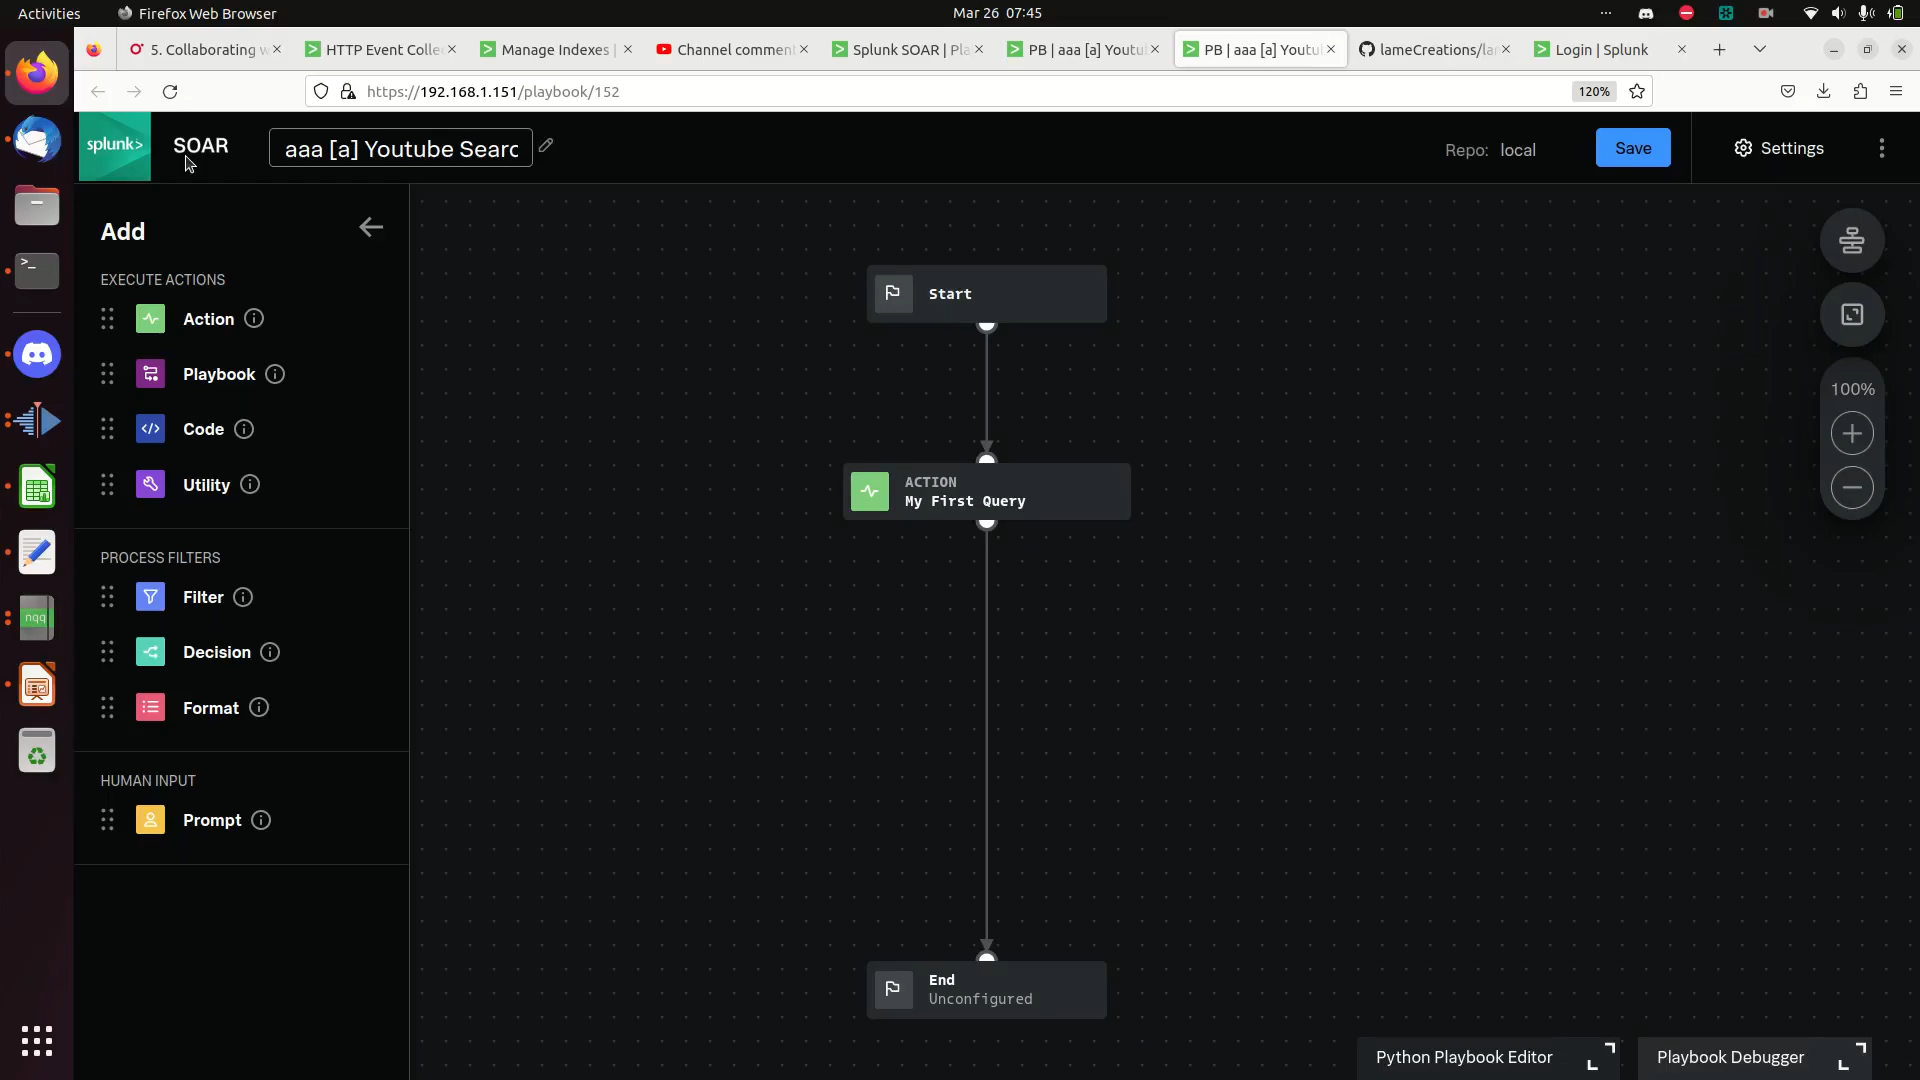 Activities
Firefox Web Browser
Mar 26 07:45
5. Collaborating w
HTTP Event Colle
Manage Indexes |
Channel comment
Splunk SOAR | Pla
PB | aaa [a] Youtu
PB | aaa [a] Youtu
lameCreations/la
Login | Splunk
https://192.168.1.151/playbook/152
120%
splunk>
SOAR
aaa [a] Youtube Searc
Repo: local
Save
Settings
Add
EXECUTE ACTIONS
Action
Playbook
Code
Utility
PROCESS FILTERS
Filter
Decision
Format
HUMAN INPUT
Prompt
Start
ACTION
My First Query
End
Unconfigured
100%
nqq
Python Playbook Editor
Playbook Debugger